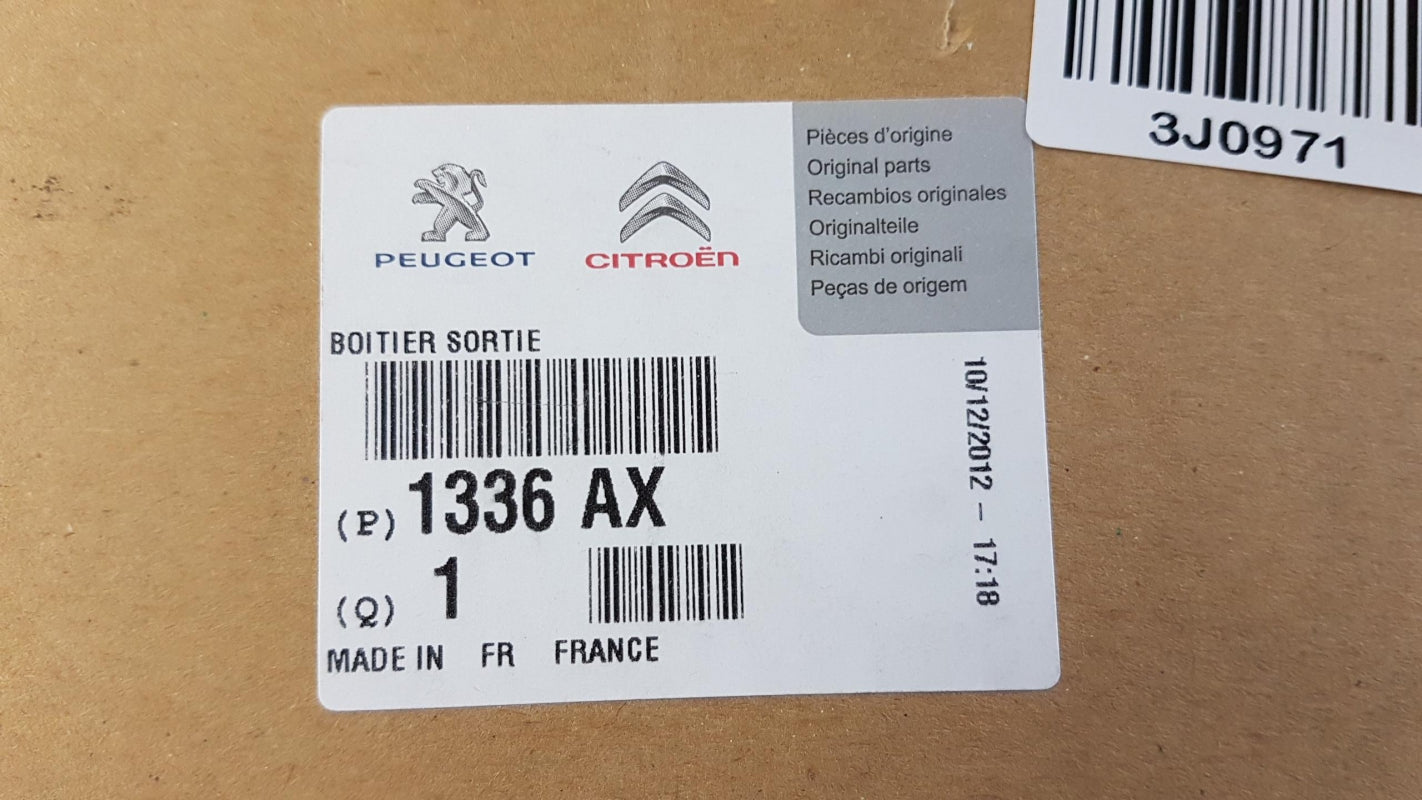 3J0971
PEUGEOT
CITROËN
Pièces d'origine
Original parts
Recambios originales
Originalteile
Ricambi originali
Peças de origem
BOITIER SORTIE
(P) 1336 AX
(Q) 1
MADE IN FR FRANCE
10/12/2012 - 17:18